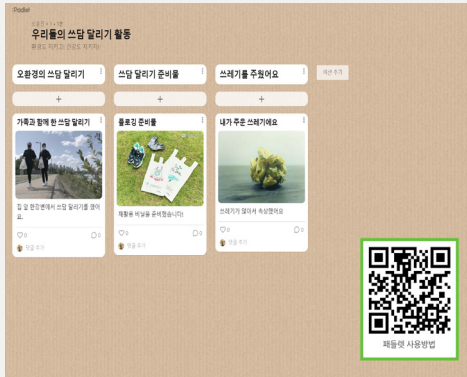 :Padlet
우리들의 쓰담 달리기 활동
환경도 지키고! 건강도 지키자!
오환경의 쓰담 달리기
쓰담 달리기 준비물
쓰레기를 주웠어요
섹션 추가
+
+
+
가족과 함께 한 쓰담 달리기
집 앞 한강변에서 쓰담 달리기를 했어
요.
0
0
댓글 추가
플로깅 준비물
재활용 비닐을 준비했습니다!
0
0
댓글 추가
내가 주운 쓰레기예요
쓰레기가 많아서 속상했어요
0
0
댓글 추가
패들렛 사용방법